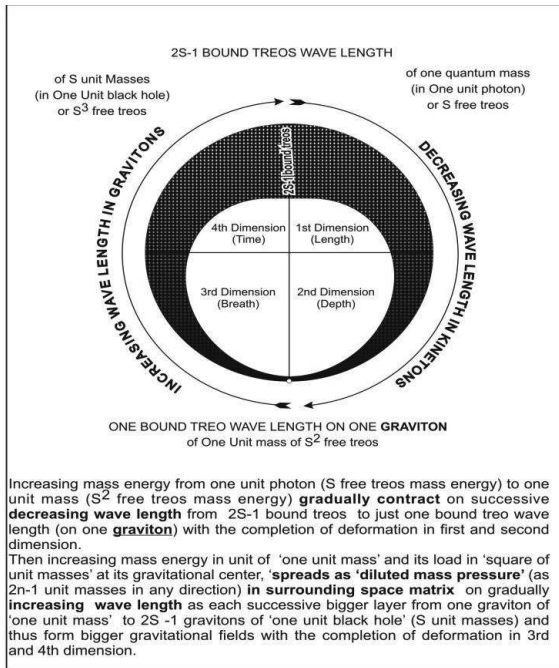 2S-1 BOUND TREOS WAVE LENGTH
of S unit Masses
(in One Unit black hole)
or S3 free treos
of one quantum mass
(in One unit photon)
or S free treos
INCREASING WAVE LENGTH IN GRAVITONS
2S-1 bound treos
DECREASING WAVE LENGTH IN KINETONS
4th Dimension
(Time)
1st Dimension
(Length)
3rd Dimension
(Breath)
2nd Dimension
(Depth)
ONE BOUND TREO WAVE LENGTH ON ONE GRAVITON
of One Unit mass of S2 free treos
Increasing mass energy from one unit photon (S free treos mass energy) to one
unit mass (S2 free treos mass energy) gradually contract on successive
decreasing wave length from 2S-1 bound treos to just one bound treo wave
length (on one graviton) with the completion of deformation in first and second
dimension.
Then increasing mass energy in unit of 'one unit mass' and its load in 'square of
unit masses' at its gravitational center, 'spreads as 'diluted mass pressure' (as
2n-1 unit masses in any direction) in surrounding space matrix on gradually
increasing wave length as each successive bigger layer from one graviton of
'one unit mass' to 2S -1 gravitons of 'one unit black hole' (S unit masses) and
thus form bigger gravitational fields with the completion of deformation in 3rd
and 4th dimension.